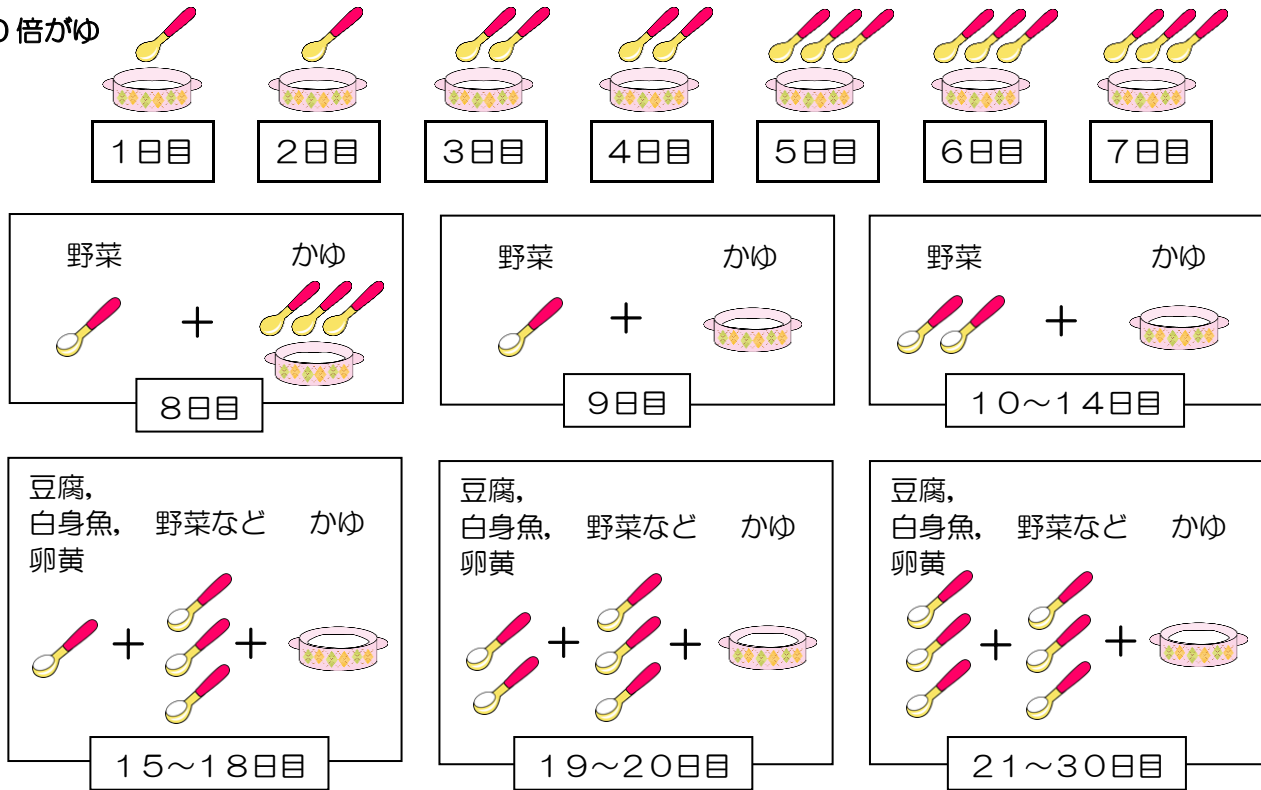 倍がゆ
１日目
２日目
３日目
４日目
５日目
６日目
７日目
野菜 かゆ
＋
８日目
野菜 かゆ
＋
９日目
野菜 かゆ
＋
１０～１４日目
豆腐,
白身魚, 野菜など かゆ
卵黄
＋ ＋
１５～１８日目
豆腐,
白身魚, 野菜など かゆ
卵黄
＋ ＋
１９～２０日目
豆腐,
白身魚, 野菜など かゆ
卵黄
＋ ＋
２１～３０日目